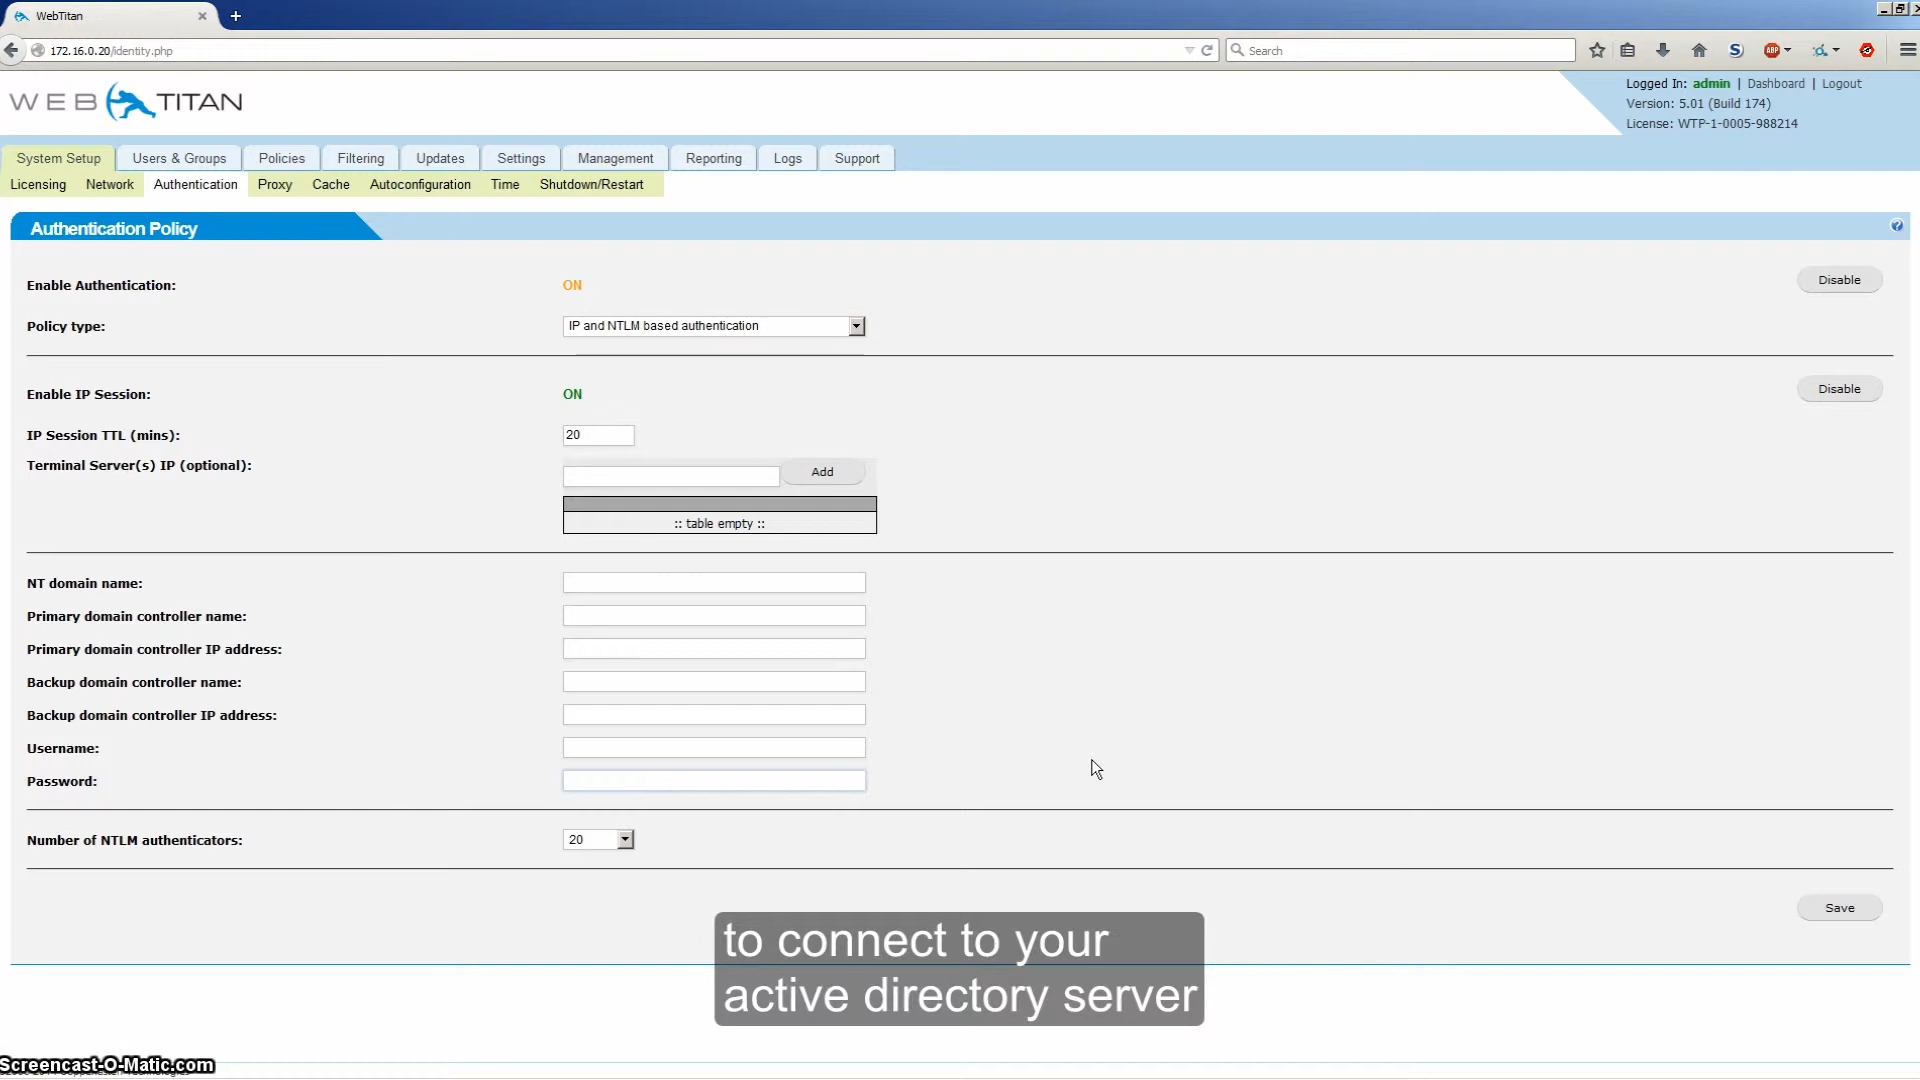 WebTitan
172.16.0.20/identity.php
Search
WEB TITAN
Logged In: admin | Dashboard | Logout
Version: 5.01 (Build 174)
License: WTP-1-0005-988214
System Setup Users & Groups Policies Filtering Updates Settings Management Reporting Logs Support
Licensing Network Authentication Proxy Cache Autoconfiguration Time Shutdown/Restart
Authentication Policy
Enable Authentication: ON Disable
Policy type: IP and NTLM based authentication
Enable IP Session: ON Disable
IP Session TTL (mins): 20
Terminal Server(s) IP (optional): Add
:: table empty ::
NT domain name:
Primary domain controller name:
Primary domain controller IP address:
Backup domain controller name:
Backup domain controller IP address:
Username:
Password:
Number of NTLM authenticators: 20
Save
to connect to your
active directory server
Screencast-O-Matic.com